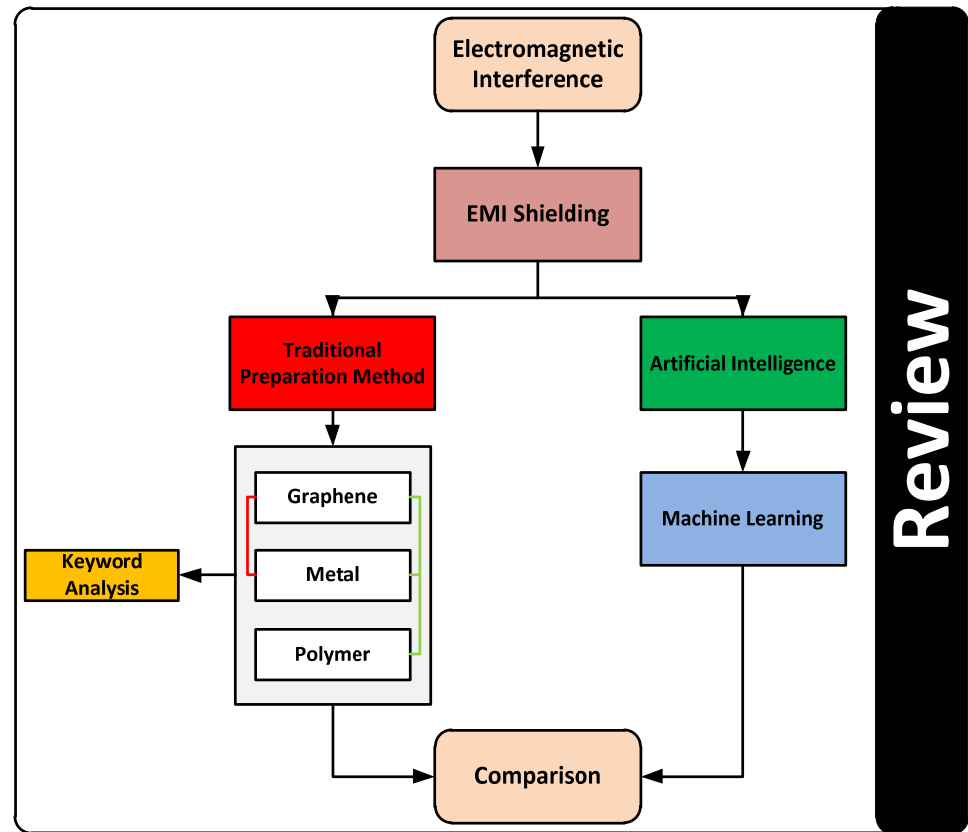 Electromagnetic
Interference
EMI Shielding
Traditional
Preparation Method
Artificial Intelligence
Graphene
Metal
Polymer
Keyword
Analysis
Machine Learning
Comparison
Review